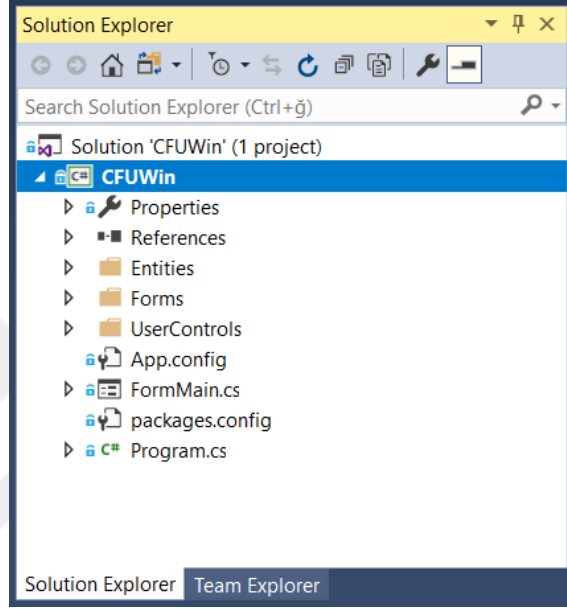 Solution Explorer
Search Solution Explorer (Ctrl+ğ)
Solution 'CFUWin' (1 project)
C# CFUWin
Properties
References
Entities
Forms
UserControls
App.config
FormMain.cs
packages.config
C# Program.cs
Solution Explorer Team Explorer